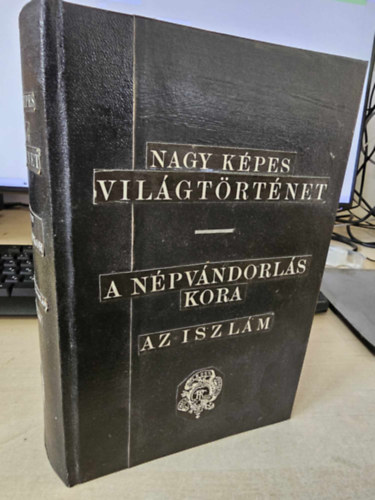 NAGY KÉPES
VILÁGTÖRTÉNET
A NÉPVÁNDORLÁS
KORA
AZ ISZLÁM